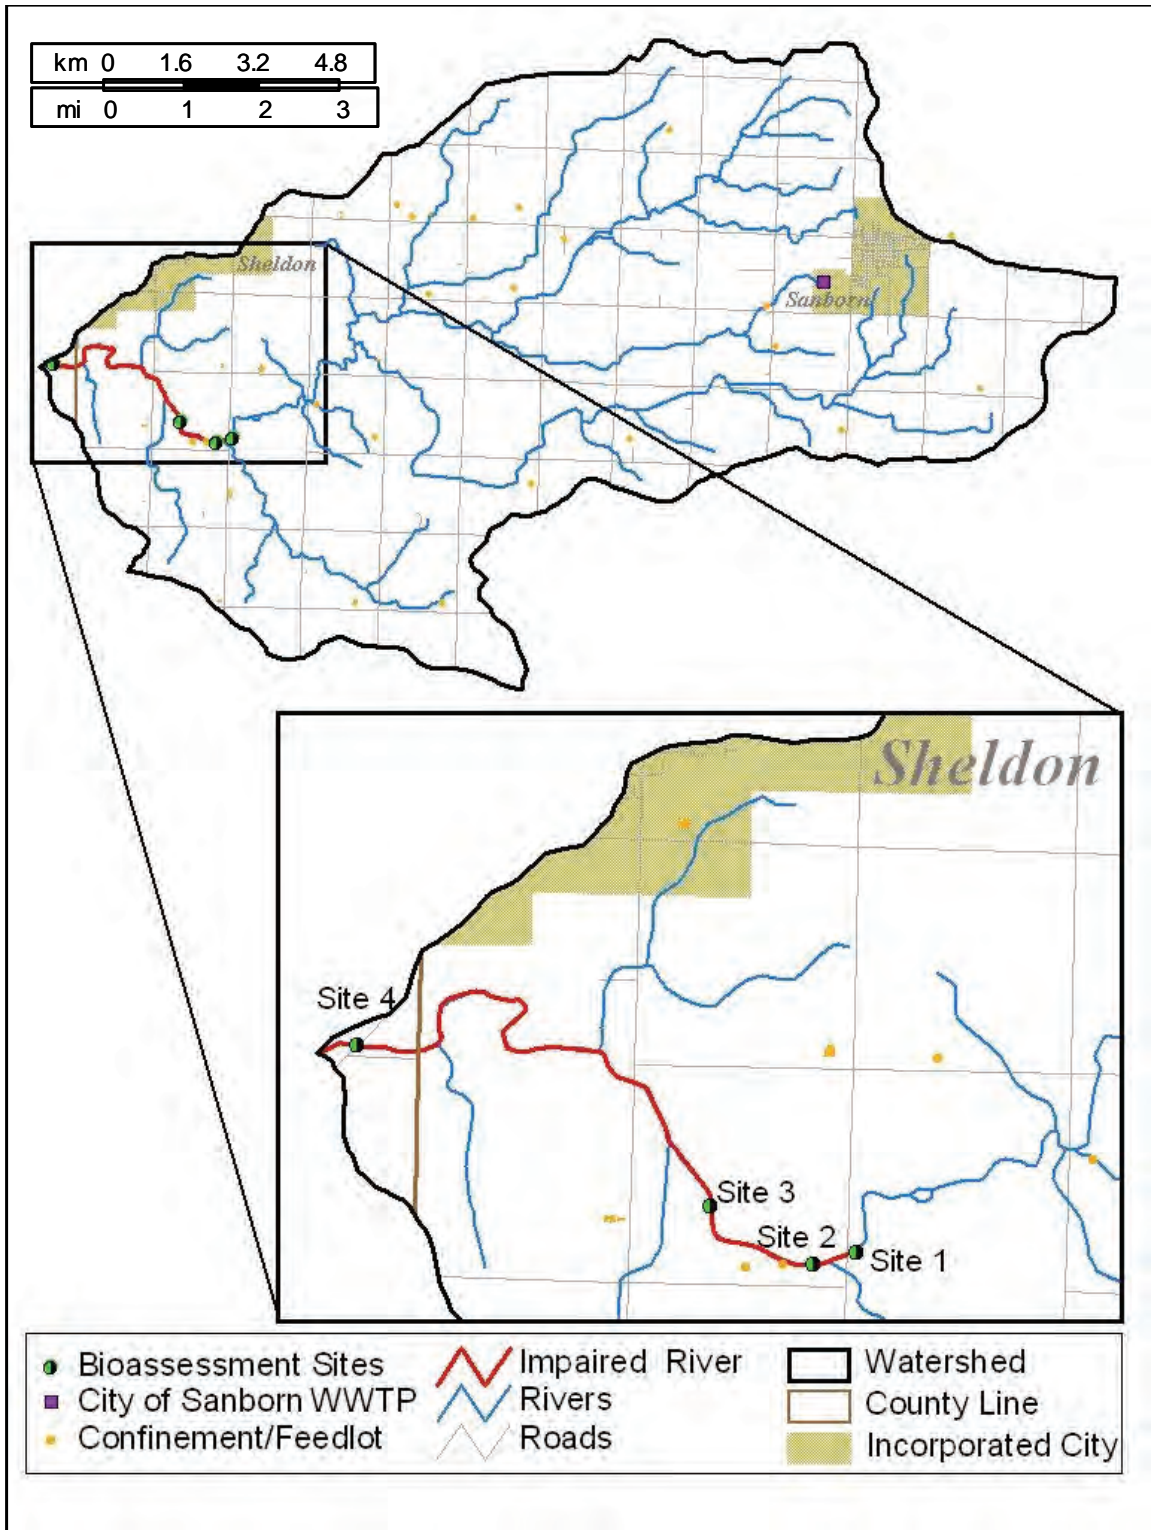 km 0 1.6 3.2 4.8
mi 0 1 2 3
Sheldon
Sanborn
Sheldon
Site 4
Site 3
Site 2
Site 1
Bioassessment Sites
City of Sanborn WWTP
Confinement/Feedlot
Impaired River
Rivers
Roads
Watershed
County Line
Incorporated City